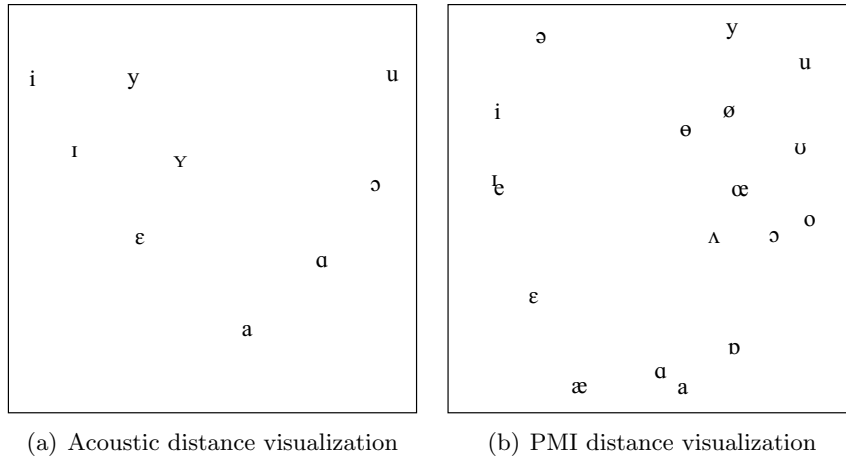 i y u
ɪ ʏ
ɔ
ɛ
ɑ
a
(a) Acoustic distance visualization
ə y
u
i ø
ɵ
ʊ
ɪ
e œ
o
ʌ ɔ
ɛ
ɒ
ɑ
æ a
(b) PMI distance visualization